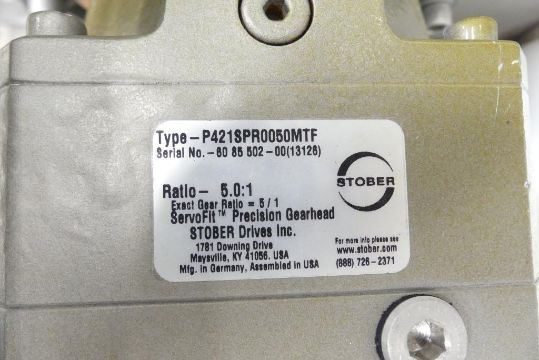 Type-P421SPR0050MTF
Serial No.-60 85 502-00(13126)
STOBER
Ratio- 5.0:1
Exact Gear Ratio = 5/1
ServoFit™ Precision Gearhead
STOBER Drives Inc.
1781 Downing Drive
Maysville, KY 41056. USA
Mfg. in Germany, Assembled in USA
For more info please see
www.stober.com
(888) 726-2371